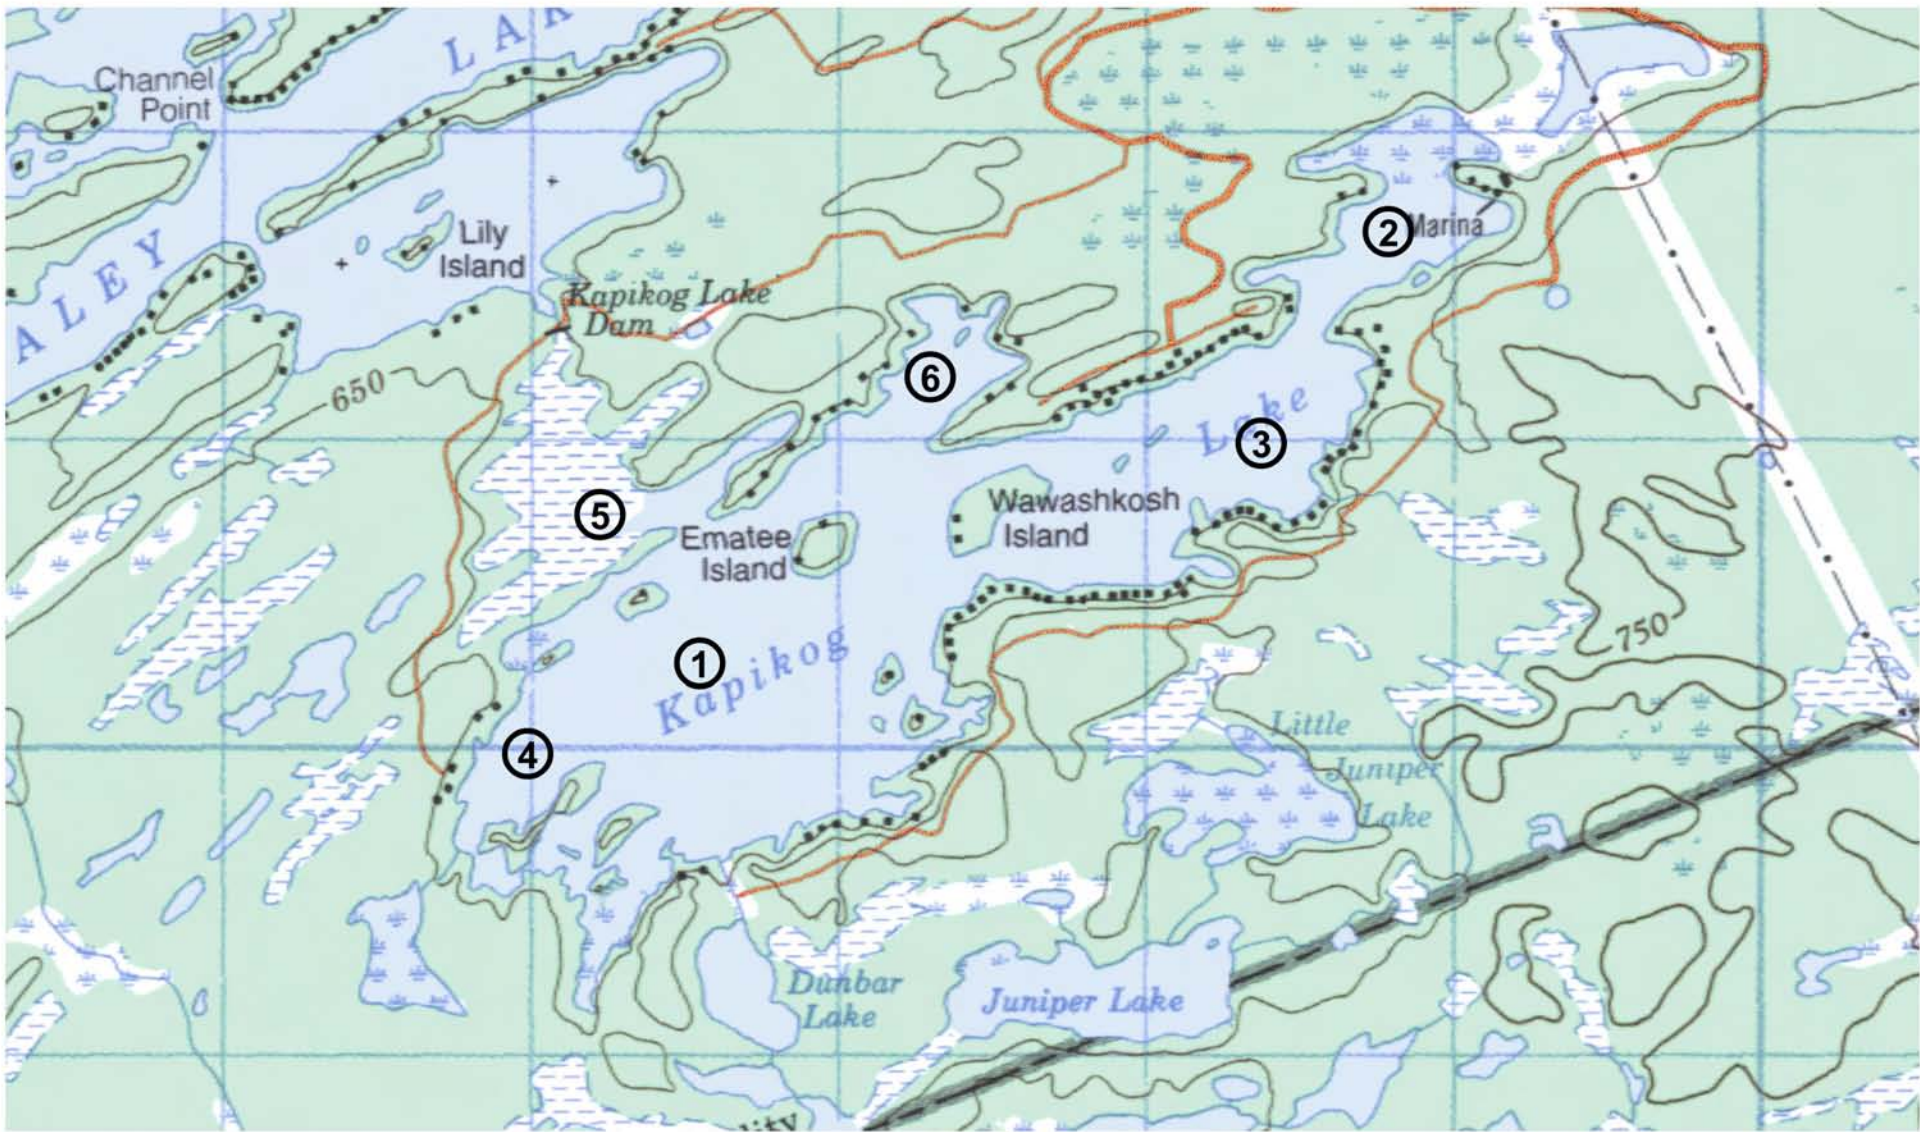 LAK
Channel
Point
ALEY
Lily
Island
2
Marina
Kapikog Lake
Dam
650
6
Lake
3
5
Wawashkosh
Island
Ematee
Island
1
Kapikog
750
4
Little
Juniper
Lake
Dunbar
Lake
Juniper Lake